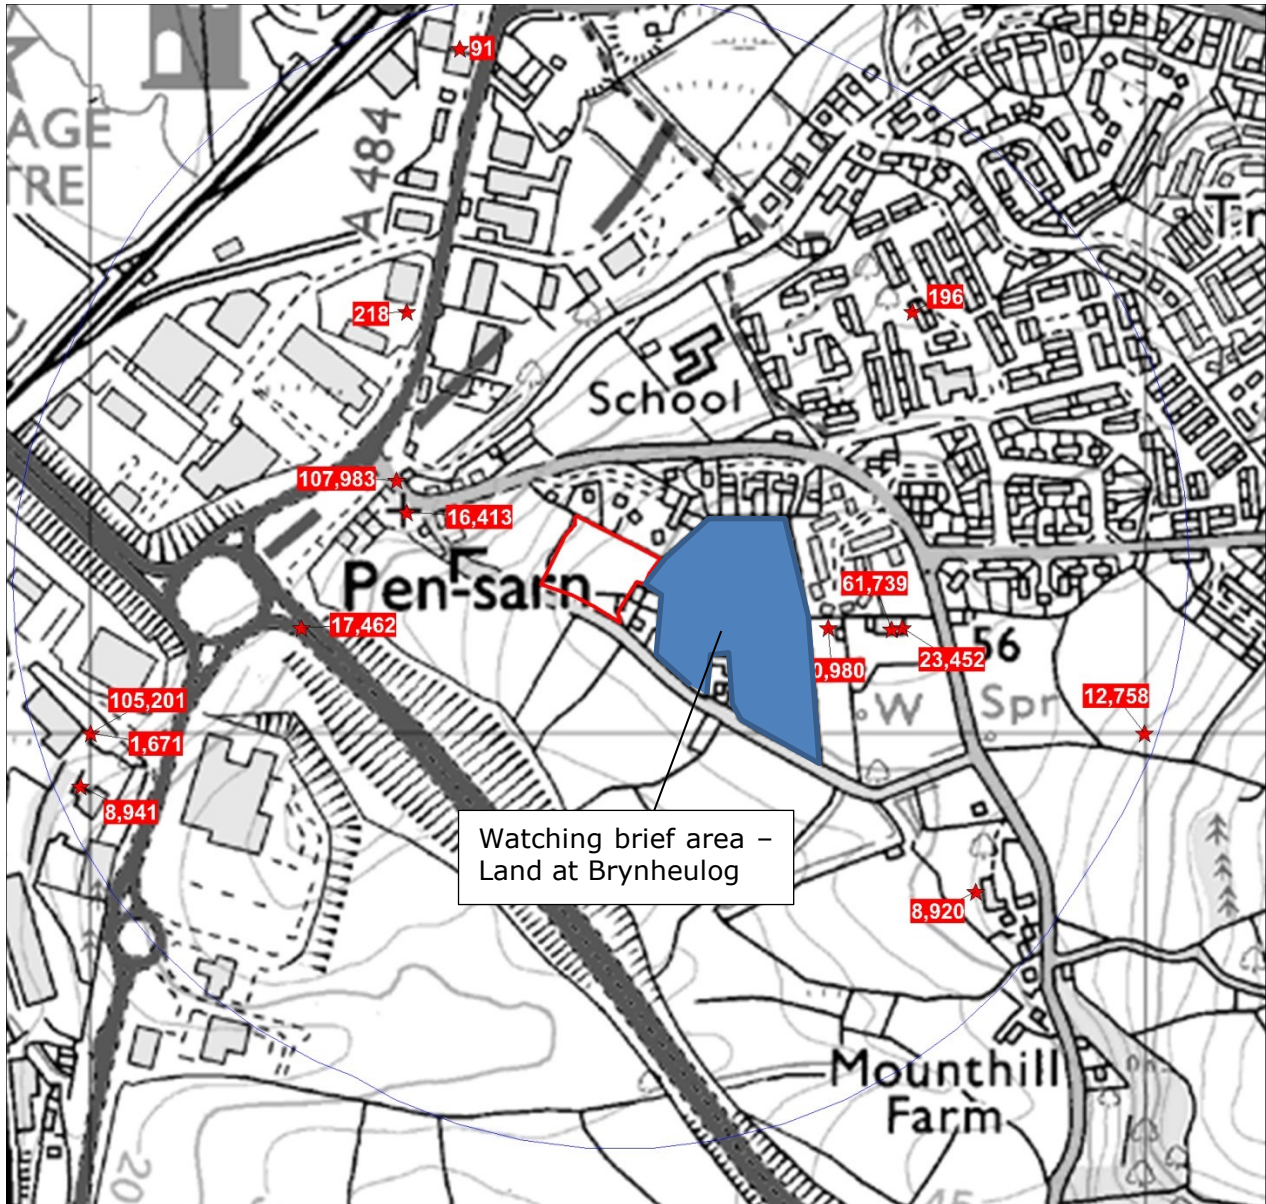 91
AGE
TRE
A 484
Tr
218
196
School
107,983
16,413
Pen-sarn
61,739
17,462
0,980
23,452
56
W
Spr
12,758
105,201
1,671
8,941
Watching brief area –
Land at Brynheulog
8,920
Mounthill
Farm
20
45